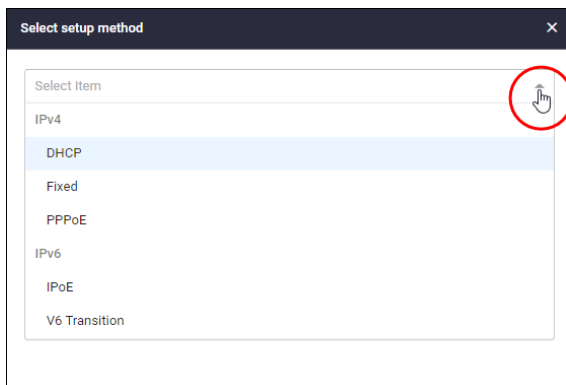 Select setup method
Select Item
IPv4
DHCP
Fixed
PPPoE
IPv6
IPoE
V6 Transition